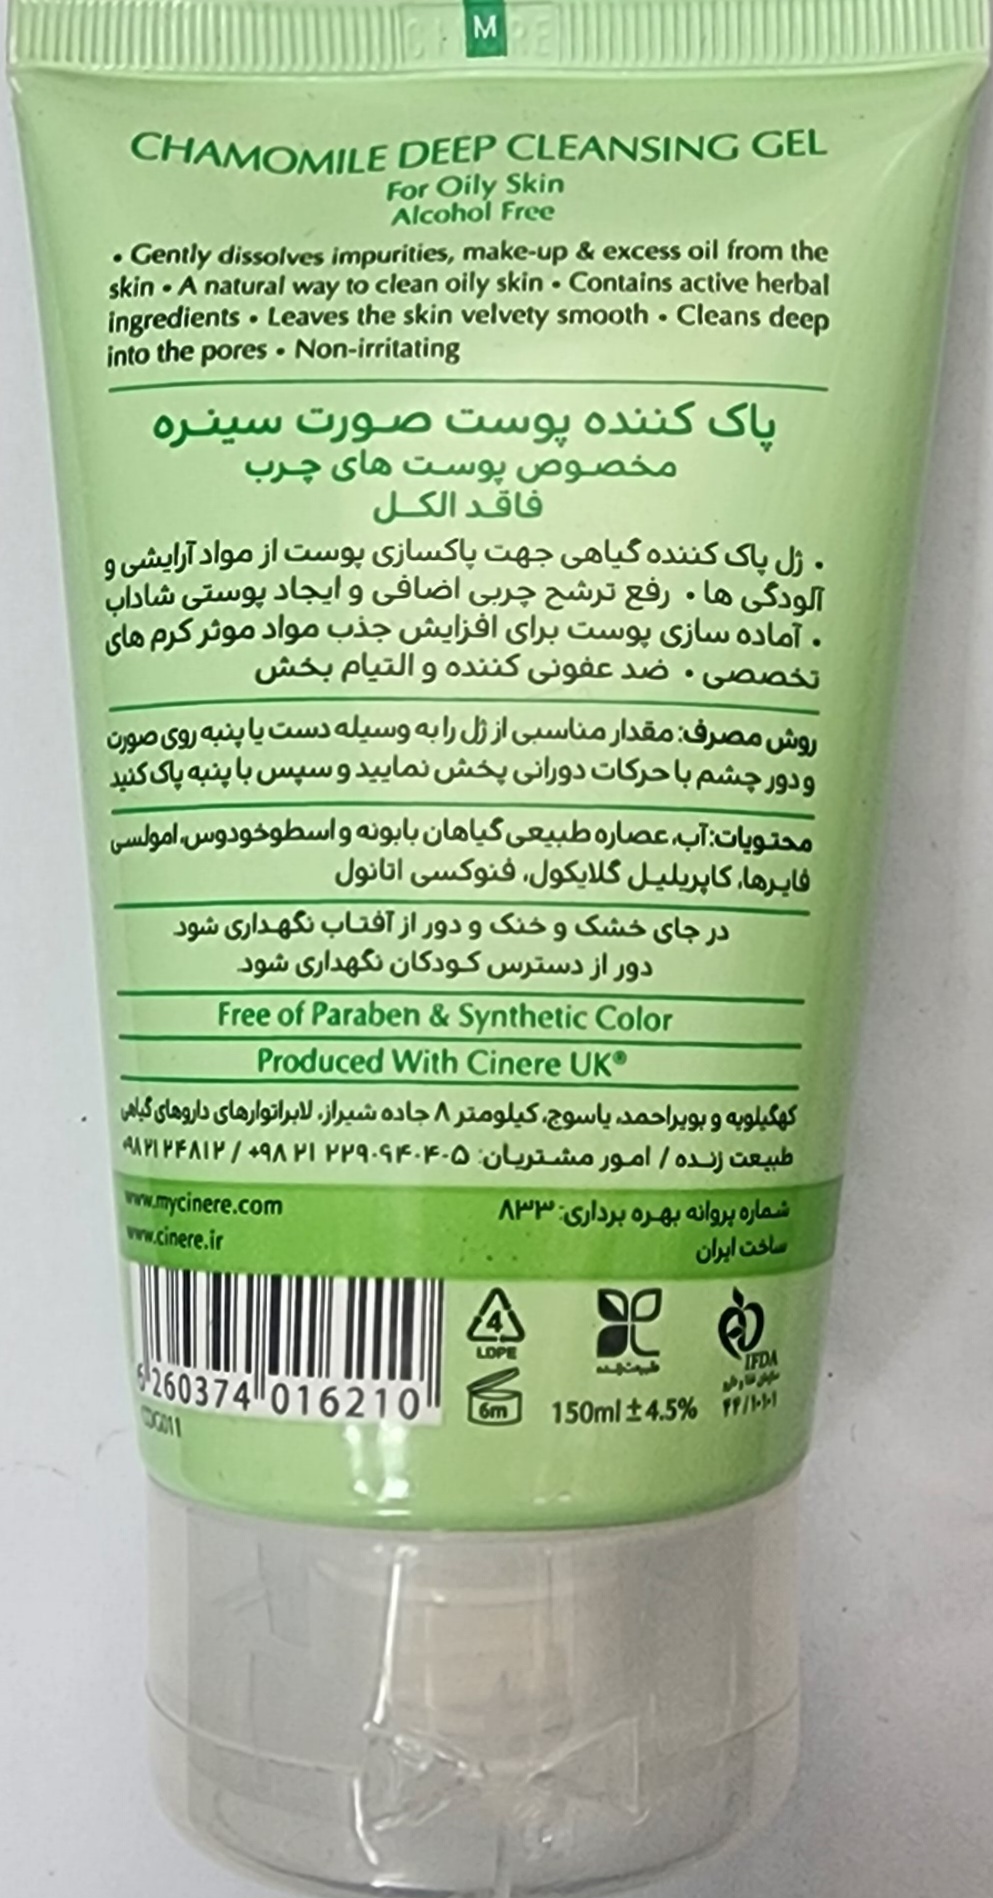 M
CHAMOMILE DEEP CLEANSING GEL
For Oily Skin
Alcohol Free
• Gently dissolves impurities, make-up & excess oil from the
skin • A natural way to clean oily skin • Contains active herbal
ingredients • Leaves the skin velvety smooth • Cleans deep
into the pores • Non-irritating
پاک کننده پوست صورت سینره
مخصوص پوست های چرب
فاقد الکل
• ژل پاک کننده گیاهی جهت پاکسازی پوست از مواد آرایشی و
آلودگی ها • رفع ترشح چربی اضافی و ایجاد پوستی شاداب
• آماده سازی پوست برای افزایش جذب مواد موثر کرم های
تخصصی • ضد عفونی کننده و التیام بخش
روش مصرف: مقدار مناسبی از ژل را به وسیله دست یا پنبه روی صورت
و دور چشم با حرکات دورانی پخش نمایید و سپس با پنبه پاک کنید
محتویات: آب، عصاره طبیعی گیاهان بابونه و اسطوخودوس، امولسی
فایرها، کاپریلیل گلایکول، فنوکسی اتانول
در جای خشک و خنک و دور از آفتاب نگهداری شود
دور از دسترس کودکان نگهداری شود
Free of Paraben & Synthetic Color
Produced With Cinere UK®
کهگیلویه و بویراحمد، یاسوج، کیلومتر ۸ جاده شیراز، لابراتوارهای داروهای گیاهی
طبیعت زنده / امور مشتریان: ۵-۲۲۹۰۹۴۰۴ ۲۱ ۹۸+ / ۰۹۸۲۱۲۴۸۱۲
www.mycinere.com
شماره پروانه بهره برداری: ۸۳۳
www.cinere.ir
ساخت ایران
6 260374 016210
CDG011
4
LDPE
6m
طبیعت زنده
150ml ± 4.5%
IFDA
سازمان غذا و دارو
۴۴/۱۰۱۰۱